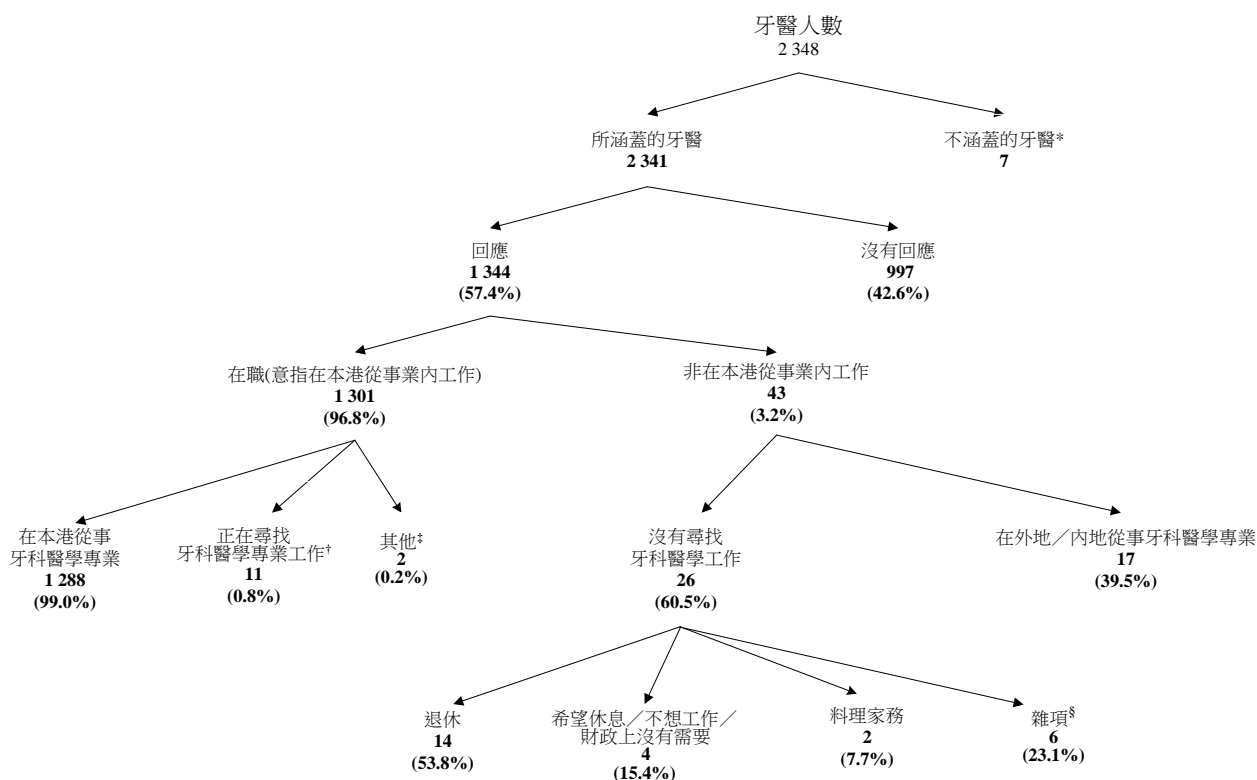 牙醫人數
2 348
所涵蓋的牙醫
2 341
不涵蓋的牙醫*
7
回應
1 344
(57.4%)
沒有回應
997
(42.6%)
在職(意指在本港從事業內工作)
1 301
(96.8%)
非在本港從事業內工作
43
(3.2%)
在本港從事
牙科醫學專業
1 288
(99.0%)
正在尋找
牙科醫學專業工作†
11
(0.8%)
其他‡
2
(0.2%)
沒有尋找
牙科醫學工作
26
(60.5%)
在外地／內地從事牙科醫學專業
17
(39.5%)
退休
14
(53.8%)
希望休息／不想工作／
財政上沒有需要
4
(15.4%)
料理家務
2
(7.7%)
雜項§
6
(23.1%)